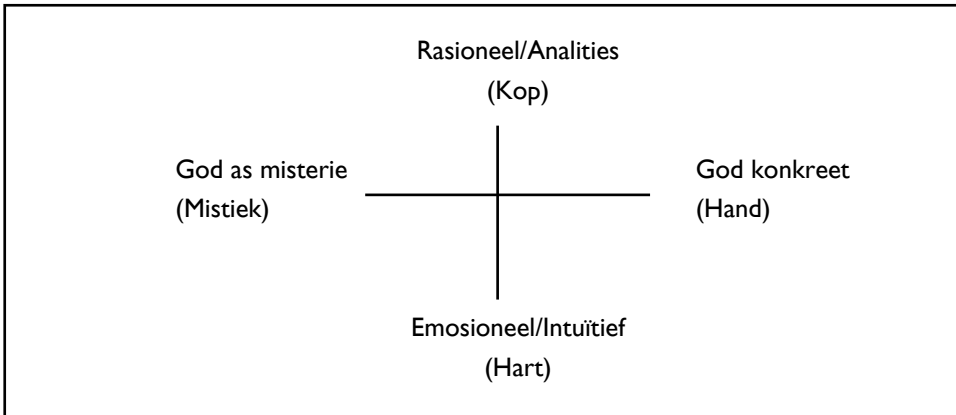 Rasioneel/Analities
(Kop)
God as misterie
(Mistiek)
God konkreet
(Hand)
Emosioneel/Intuïtief
(Hart)